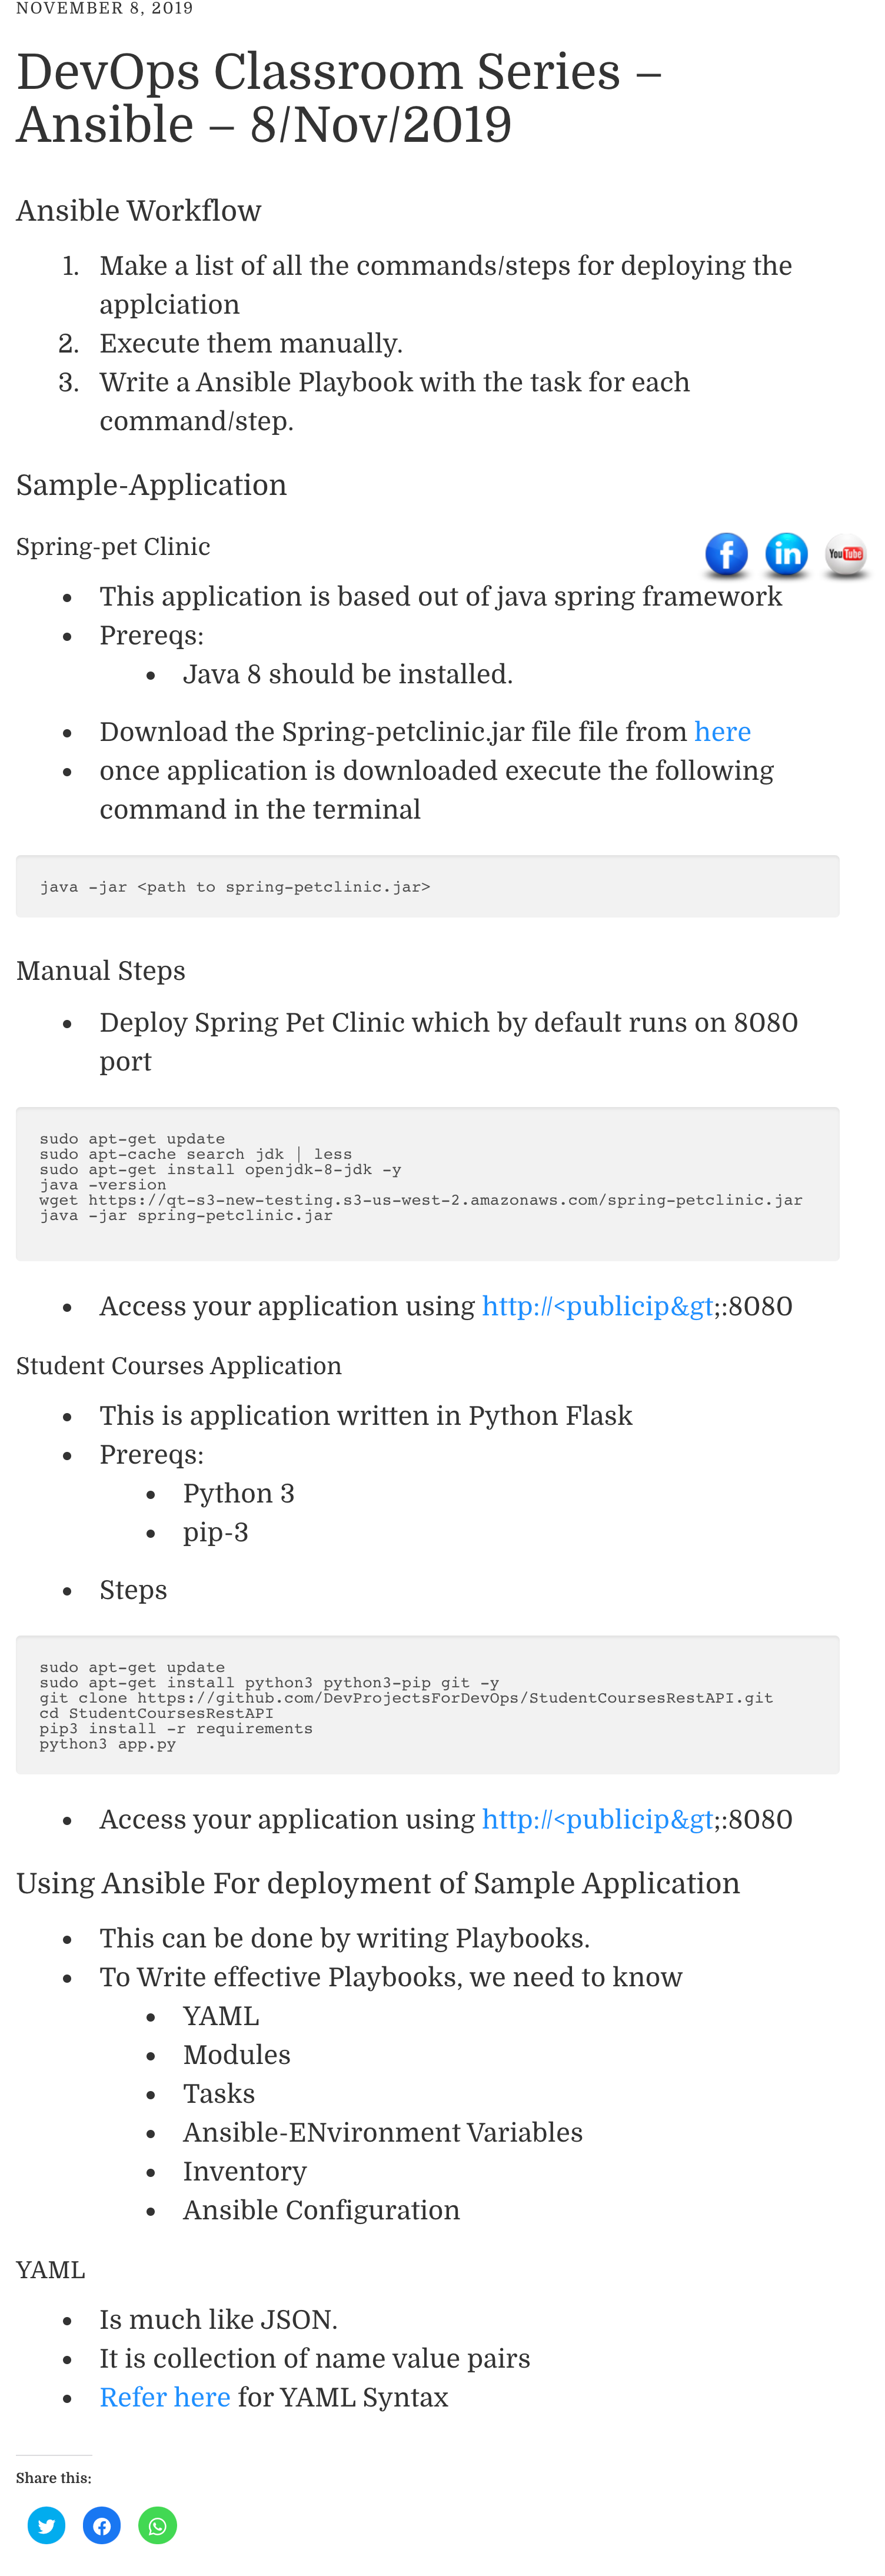 NOVEMBER 8, 2019
DevOps Classroom Series –
Ansible – 8/Nov/2019
Ansible Workflow
1. Make a list of all the commands/steps for deploying the
applciation
2. Execute them manually.
3. Write a Ansible Playbook with the task for each
command/step.
Sample-Application
Spring-pet Clinic
f in You Tube
• This application is based out of java spring framework
• Prereqs:
• Java 8 should be installed.
• Download the Spring-petclinic.jar file file from here
• once application is downloaded execute the following
command in the terminal
java -jar <path to spring-petclinic.jar>
Manual Steps
• Deploy Spring Pet Clinic which by default runs on 8080
port
sudo apt-get update
sudo apt-cache search jdk | less
sudo apt-get install openjdk-8-jdk -y
java -version
wget https://qt-s3-new-testing.s3-us-west-2.amazonaws.com/spring-petclinic.jar
java -jar spring-petclinic.jar
• Access your application using http://<publicip&gt;:8080
Student Courses Application
• This is application written in Python Flask
• Prereqs:
• Python 3
• pip-3
• Steps
sudo apt-get update
sudo apt-get install python3 python3-pip git -y
git clone https://github.com/DevProjectsForDevOps/StudentCoursesRestAPI.git
cd StudentCoursesRestAPI
pip3 install -r requirements
python3 app.py
• Access your application using http://<publicip&gt;:8080
Using Ansible For deployment of Sample Application
• This can be done by writing Playbooks.
• To Write effective Playbooks, we need to know
• YAML
• Modules
• Tasks
• Ansible-ENvironment Variables
• Inventory
• Ansible Configuration
YAML
• Is much like JSON.
• It is collection of name value pairs
• Refer here for YAML Syntax
Share this: